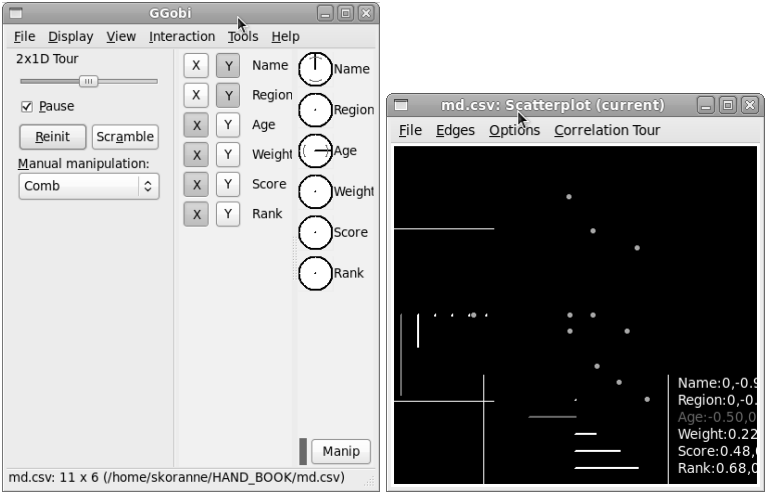 GGobi
File Display View Interaction Tools Help
2x1D Tour
Pause
Reinit Scramble
Manual manipulation:
Comb
X Y Name
X Y Region
X Y Age
X Y Weight
X Y Score
X Y Rank
Name
Region
Age
Weight
Score
Rank
Manip
md.csv: 11 x 6 (/home/skoranne/HAND_BOOK/md.csv)
md.csv: Scatterplot (current)
File Edges Options Correlation Tour
Name:0,-0.9
Region:0,-0.
Age:-0.50,0
Weight:0.22
Score:0.48,
Rank:0.68,0